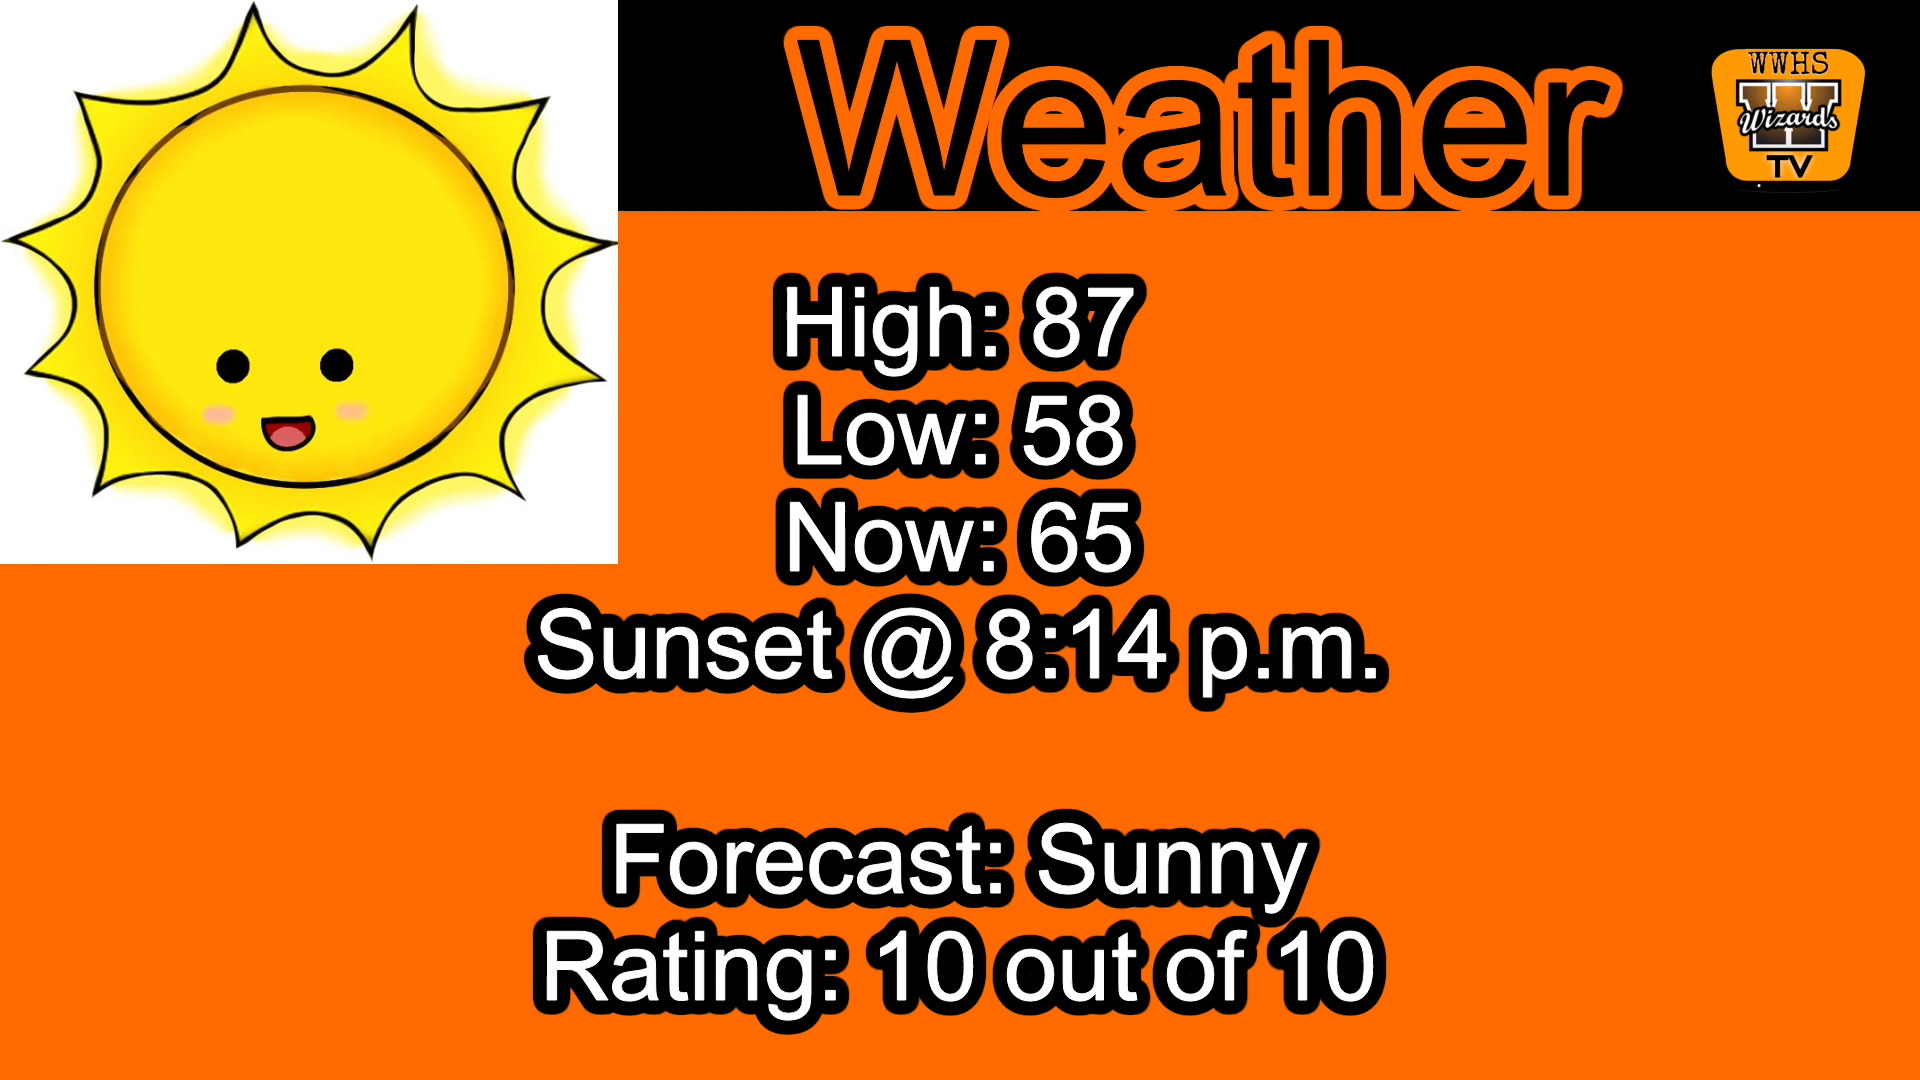 Weather
WWHS
Wizards
TV
High: 87
Low: 58
Now: 65
Sunset @ 8:14 p.m.
Forecast: Sunny
Rating: 10 out of 10